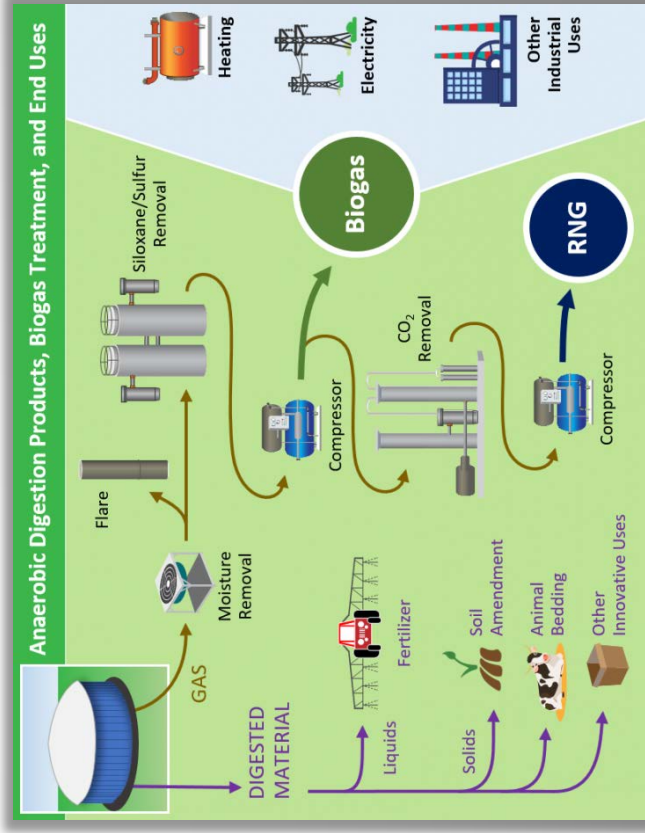 Anaerobic Digestion Products, Biogas Treatment, and End Uses
GAS
Moisture
Removal
Flare
Siloxane/Sulfur
Removal
Compressor
Biogas
CO₂
Removal
Compressor
RNG
Heating
Electricity
Other
Industrial
Uses
DIGESTED
MATERIAL
Liquids
Fertilizer
Solids
Soil
Amendment
Animal
Bedding
Other
Innovative Uses